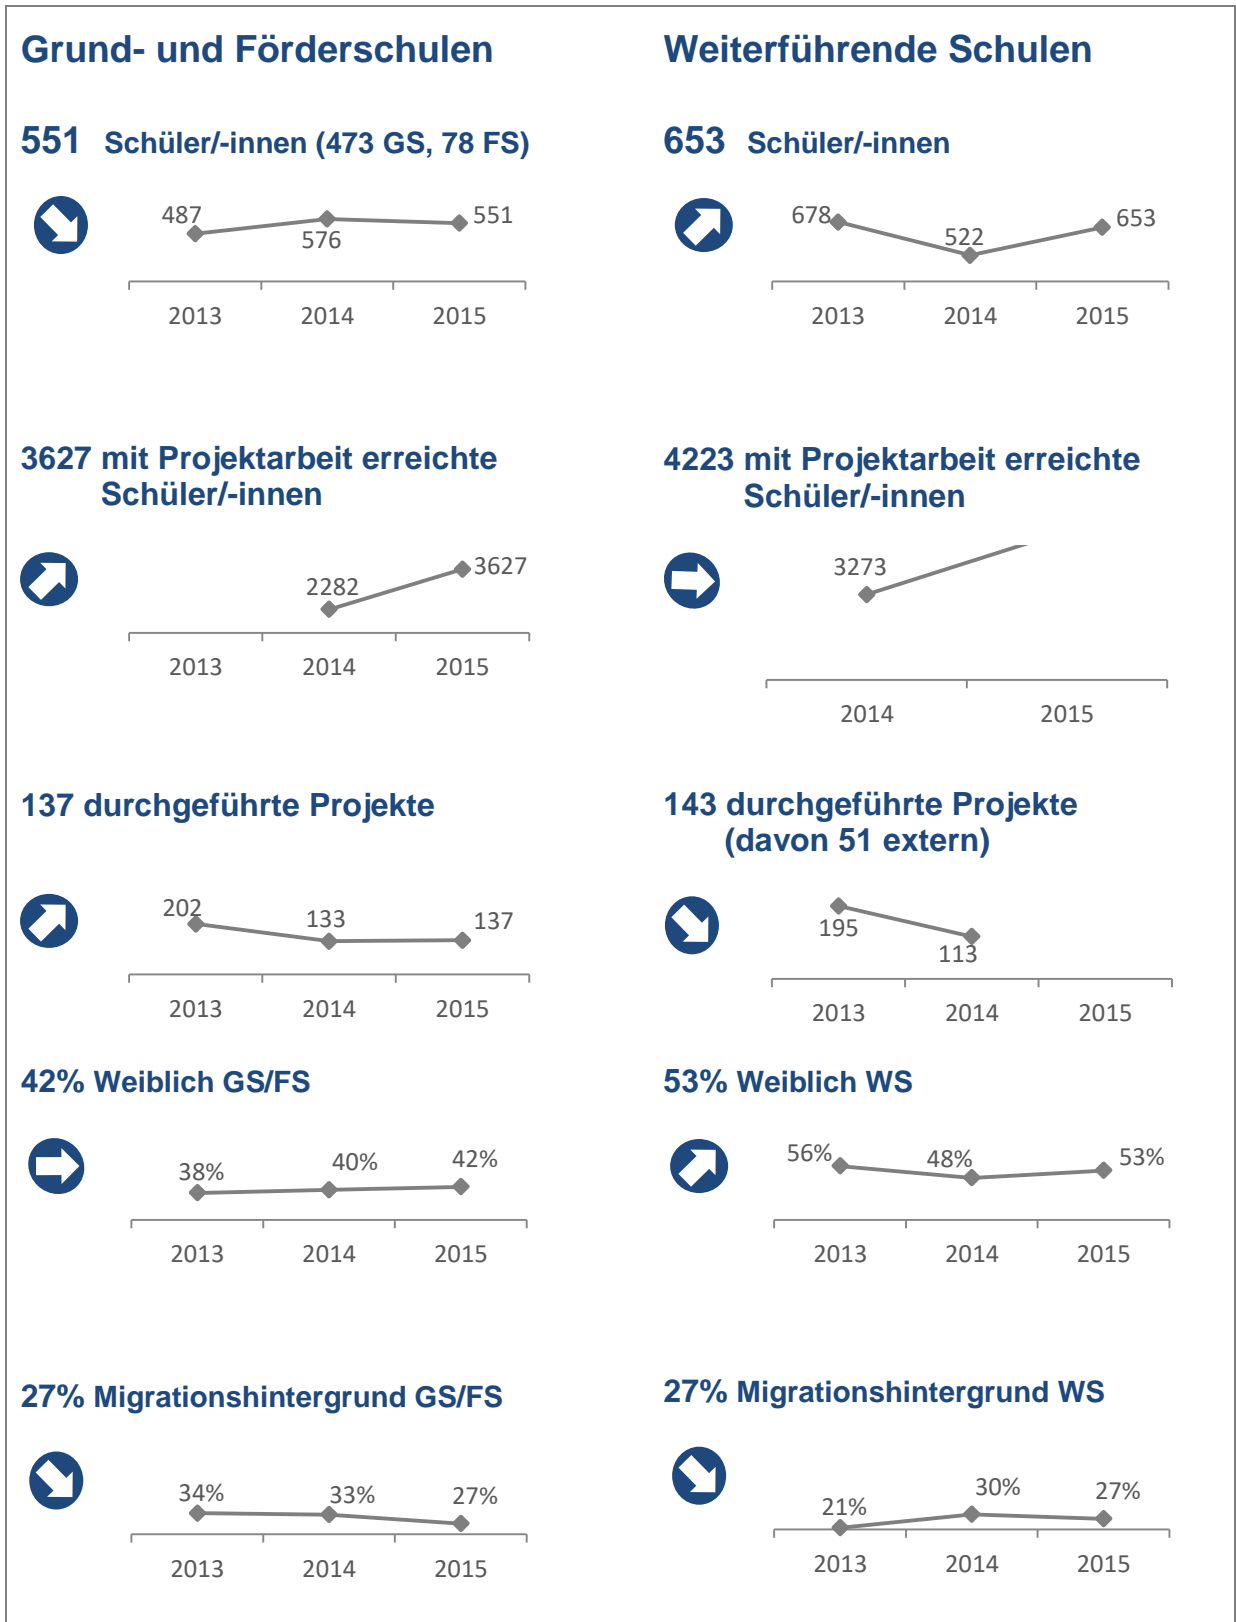 Grund- und Förderschulen
551 Schüler/-innen (473 GS, 78 FS)
487
576
551
2013 2014 2015
3627 mit Projektarbeit erreichte
Schüler/-innen
2282
3627
2013 2014 2015
137 durchgeführte Projekte
202
133
137
2013 2014 2015
42% Weiblich GS/FS
38%
40%
42%
2013 2014 2015
27% Migrationshintergrund GS/FS
34%
33%
27%
2013 2014 2015
Weiterführende Schulen
653 Schüler/-innen
678
522
653
2013 2014 2015
4223 mit Projektarbeit erreichte
Schüler/-innen
3273
2014 2015
143 durchgeführte Projekte
(davon 51 extern)
195
113
2013 2014 2015
53% Weiblich WS
56%
48%
53%
2013 2014 2015
27% Migrationshintergrund WS
21%
30%
27%
2013 2014 2015